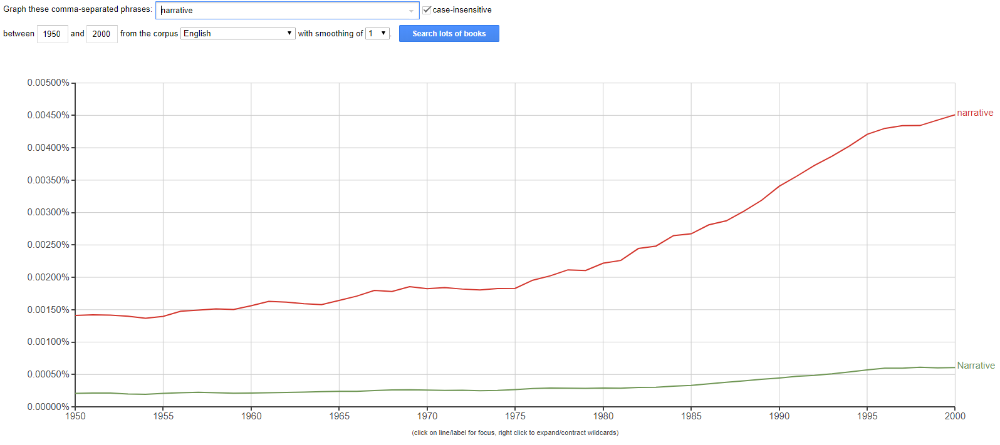 Graph these comma-separated phrases: narrative case-insensitive
between 1950 and 2000 from the corpus English with smoothing of 1 . Search lots of books
0.00500%
0.00450%
narrative
0.00400%
0.00350%
0.00300%
0.00250%
0.00200%
0.00150%
0.00100%
Narrative
0.00050%
0.00000%
1950 1955 1960 1965 1970 1975 1980 1985 1990 1995 2000
(click on line/label for focus, right click to expand/contract wildcards)